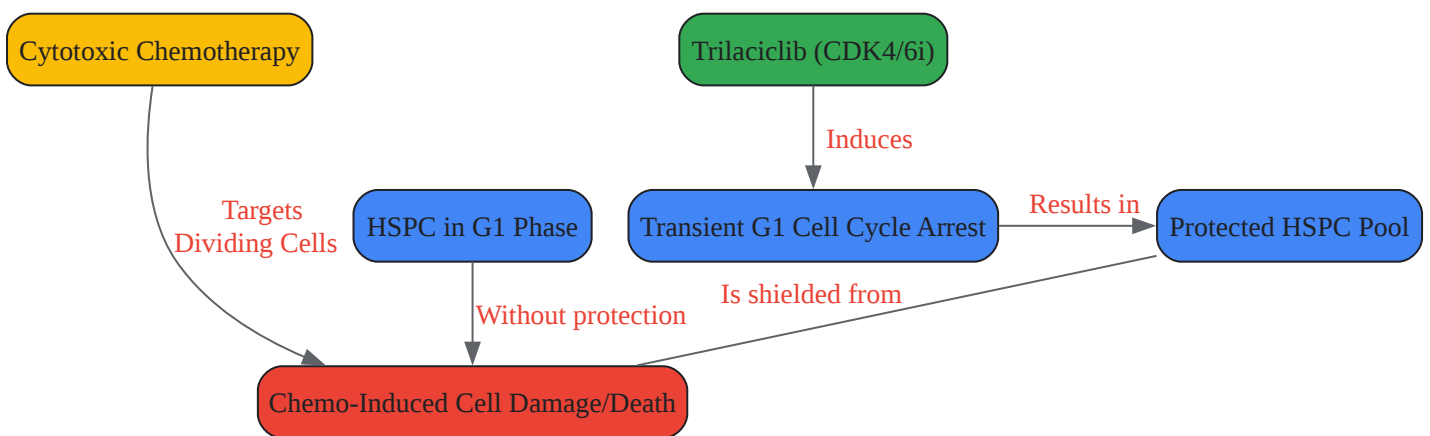 Cytotoxic Chemotherapy
Trilaciclib (CDK4/6i)
Induces
Targets
Dividing Cells
HSPC in G1 Phase
Transient G1 Cell Cycle Arrest
Results in
Protected HSPC Pool
Is shielded from
Without protection
Chemo-Induced Cell Damage/Death